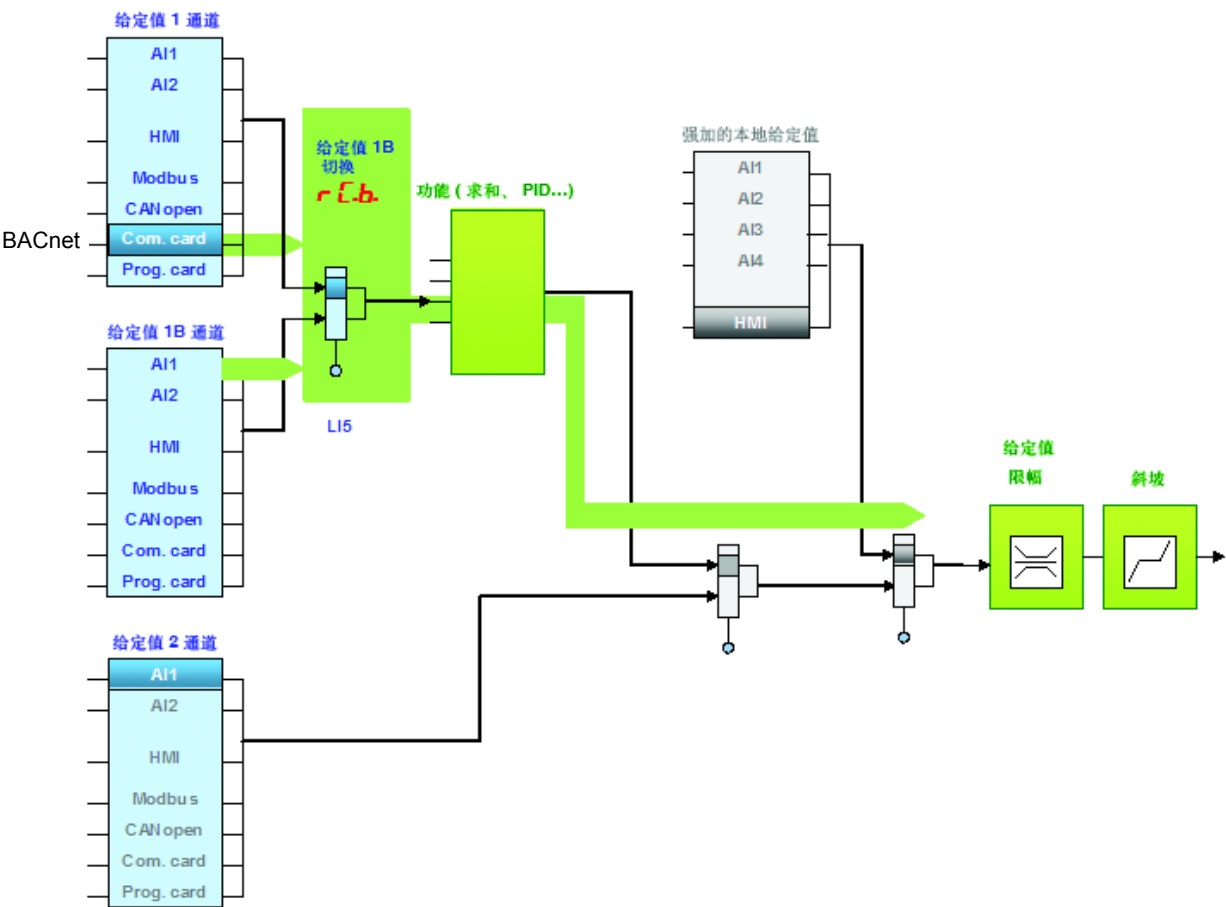 给定值 1 通道
AI1
AI2
HMI
Modbus
CANopen
BACnet
Com. card
Prog. card
给定值 1B
切换
rCb.
LI5
功能 ( 求和、 PID...)
强加的本地给定值
AI1
AI2
AI3
AI4
HMI
给定值 1B 通道
AI1
AI2
HMI
Modbus
CANopen
Com. card
Prog. card
给定值
限幅
斜坡
给定值 2 通道
AI1
AI2
HMI
Modbus
CANopen
Com. card
Prog. card